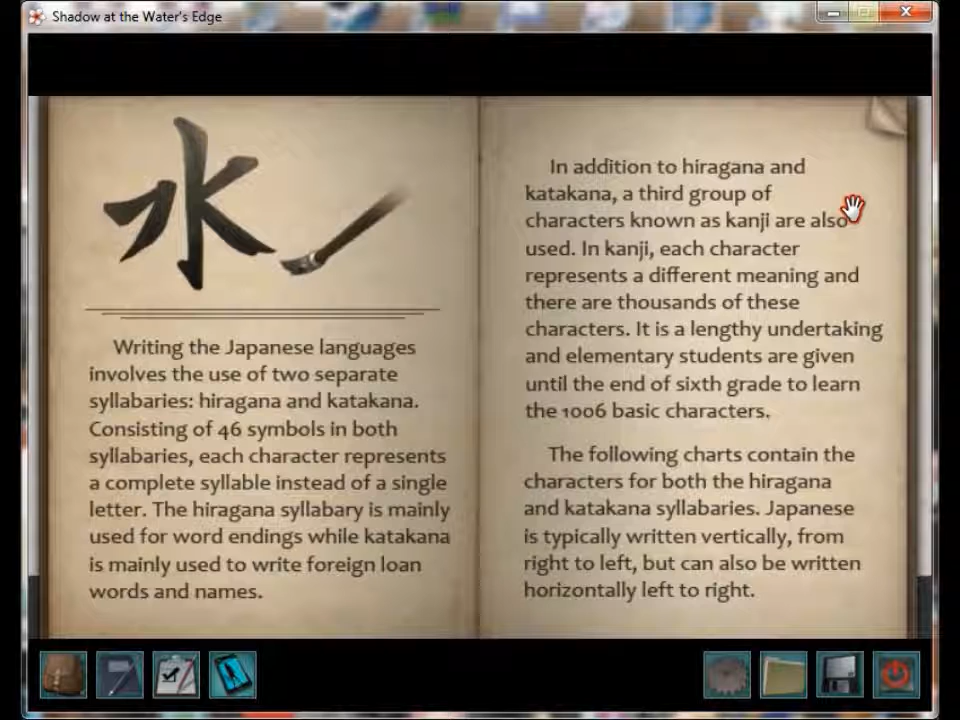 Shadow at the Water's Edge
水
Writing the Japanese languages
involves the use of two separate
syllabaries: hiragana and katakana.
Consisting of 46 symbols in both
syllabaries, each character represents
a complete syllable instead of a single
letter. The hiragana syllabary is mainly
used for word endings while katakana
is mainly used to write foreign loan
words and names.
In addition to hiragana and
katakana, a third group of
characters known as kanji are also
used. In kanji, each character
represents a different meaning and
there are thousands of these
characters. It is a lengthy undertaking
and elementary students are given
until the end of sixth grade to learn
the 1006 basic characters.
The following charts contain the
characters for both the hiragana
and katakana syllabaries. Japanese
is typically written vertically, from
right to left, but can also be written
horizontally left to right.